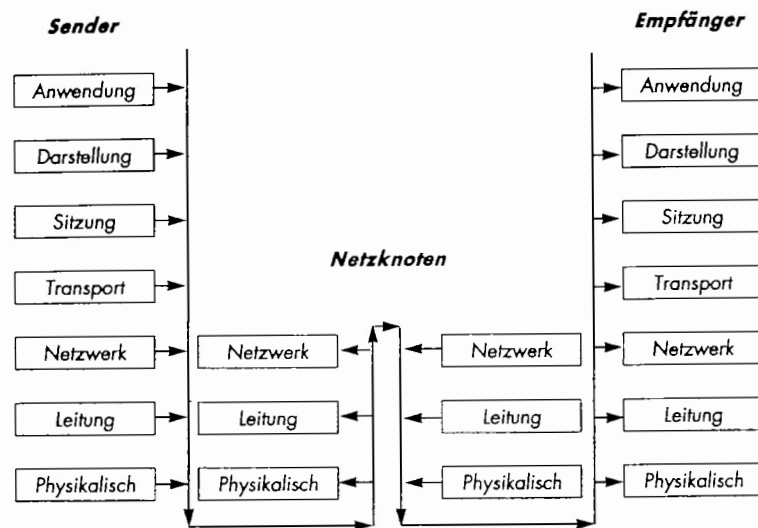 Sender
Empfänger
Anwendung
Anwendung
Darstellung
Darstellung
Sitzung
Sitzung
Netzknoten
Transport
Transport
Netzwerk
Netzwerk
Netzwerk
Netzwerk
Leitung
Leitung
Leitung
Leitung
Physikalisch
Physikalisch
Physikalisch
Physikalisch